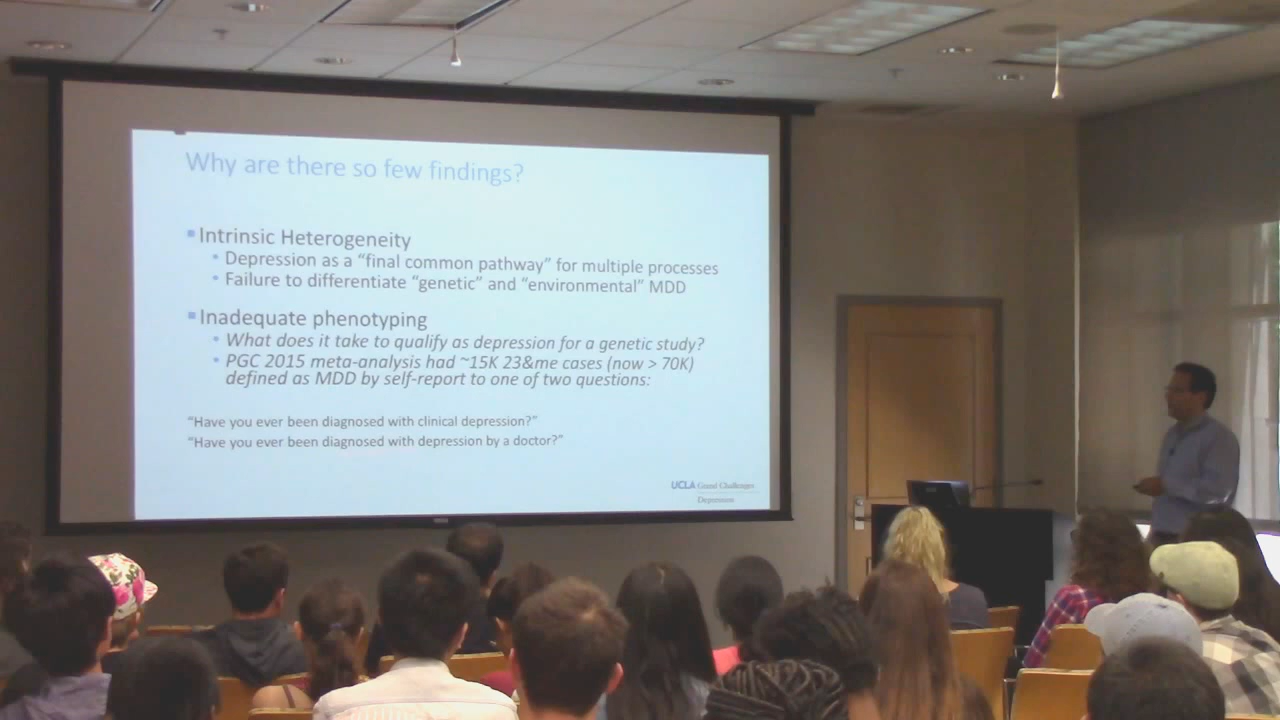 Why are there so few findings?
Intrinsic Heterogeneity
Depression as a “final common pathway” for multiple processes
Failure to differentiate “genetic” and “environmental” MDD
Inadequate phenotyping
What does it take to qualify as depression for a genetic study?
PGC 2015 meta-analysis had ~15K 23&me cases (now > 70K)
defined as MDD by self-report to one of two questions:
“Have you ever been diagnosed with clinical depression?”
“Have you ever been diagnosed with depression by a doctor?”
UCLA Grand Challenges
Depression